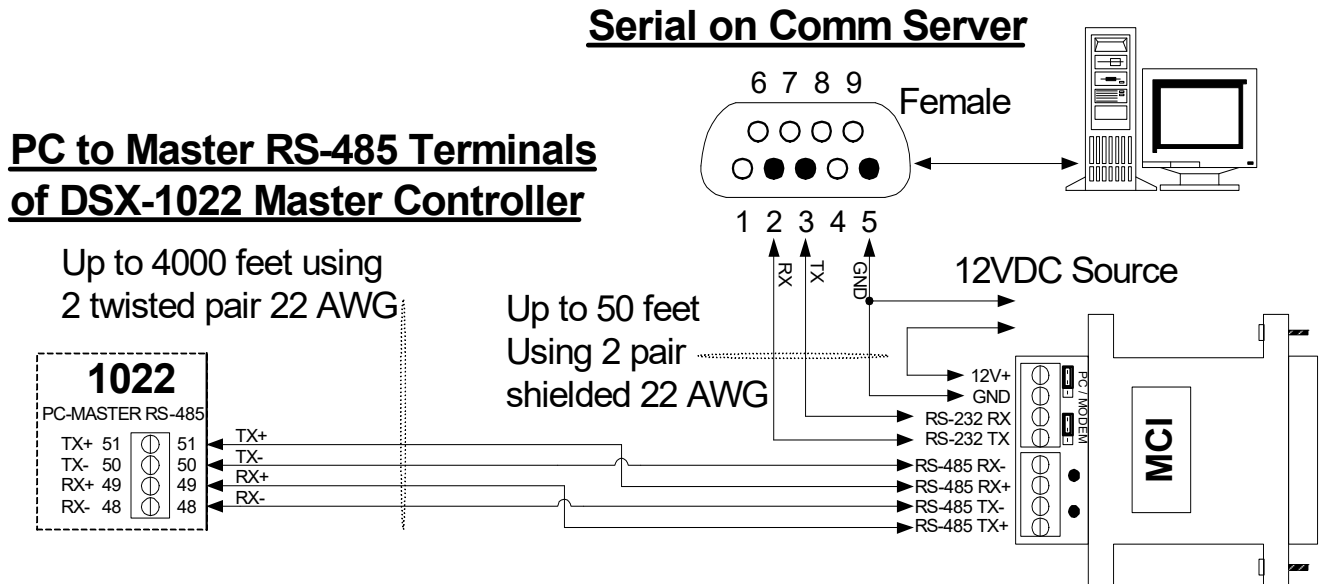 Serial on Comm Server
6 7 8 9
Female
1 2 3 4 5
RX
TX
GND
PC to Master RS-485 Terminals
of DSX-1022 Master Controller
Up to 4000 feet using
2 twisted pair 22 AWG
Up to 50 feet
Using 2 pair
shielded 22 AWG
12VDC Source
1022
PC-MASTER RS-485
TX+ 51 51 TX+
TX- 50 50 TX-
RX+ 49 49 RX+
RX- 48 48 RX-
12V+
GND
RS-232 RX
RS-232 TX
RS-485 RX-
RS-485 RX+
RS-485 TX-
RS-485 TX+
PC / MODEM
MCI